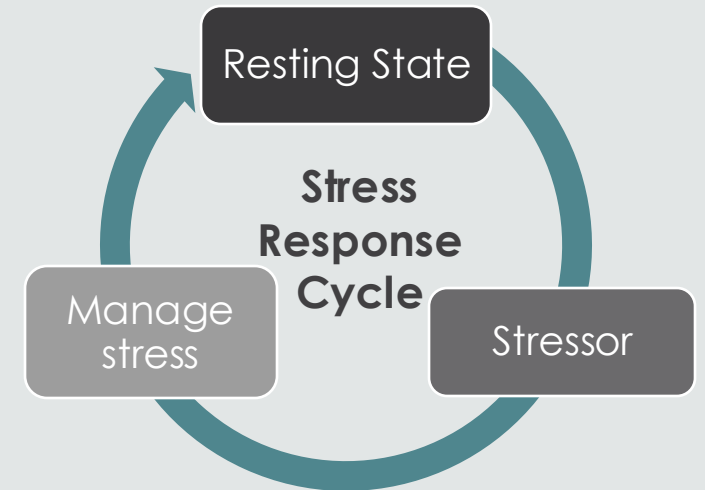 Resting State
Stress
Response
Cycle
Manage
stress
Stressor